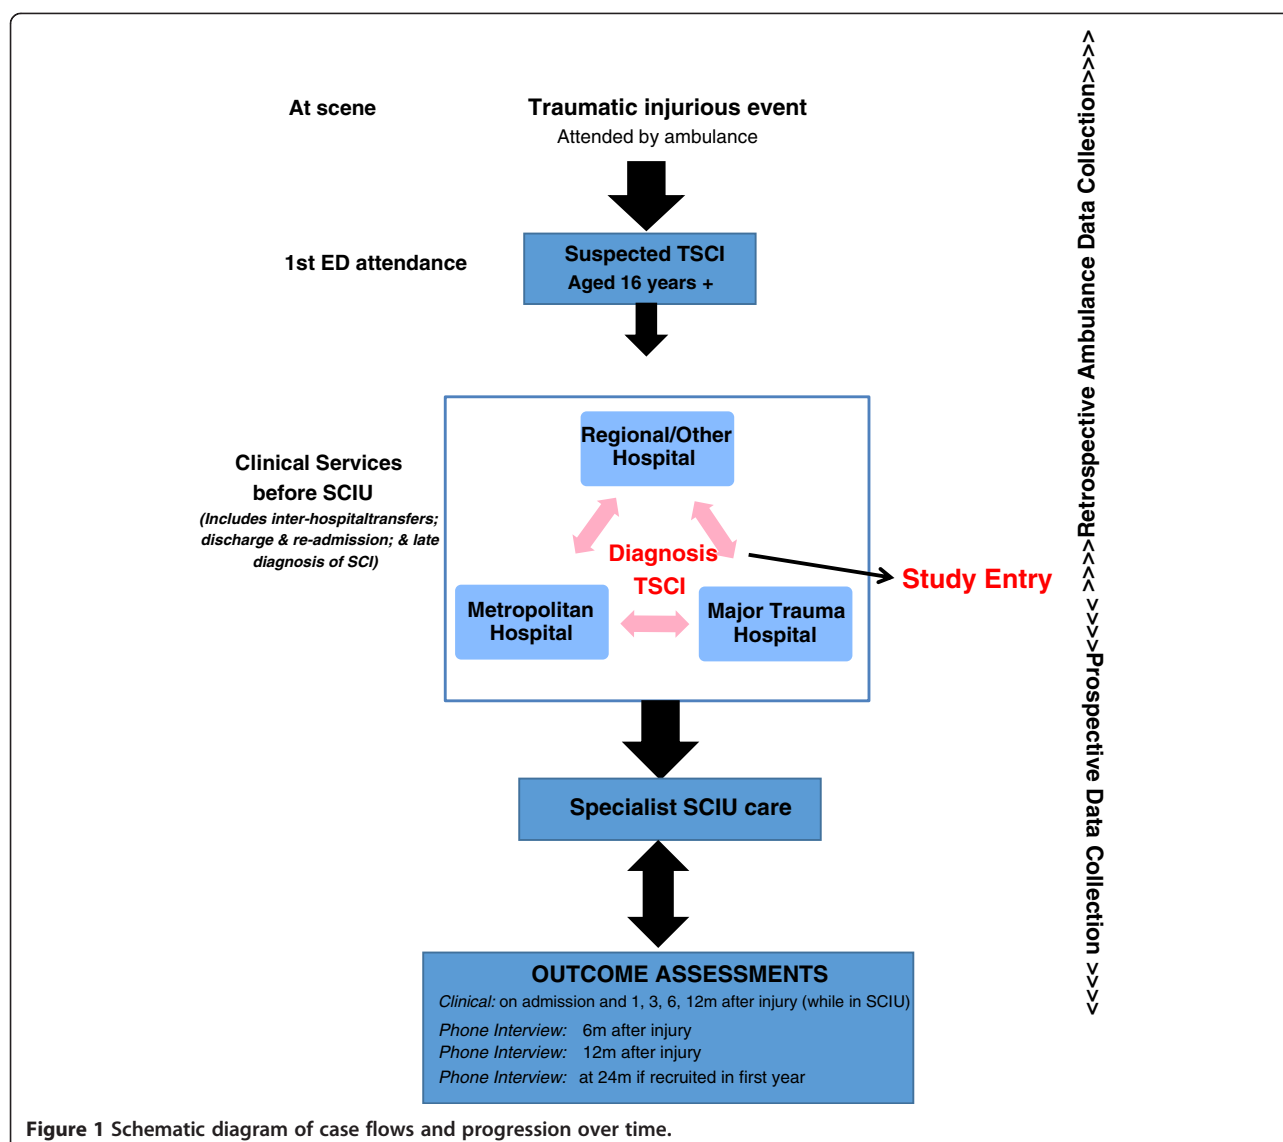 At scene
Traumatic injurious event
Attended by ambulance
1st ED attendance
Suspected TSCI
Aged 16 years +
Clinical Services
before SCIU
(Includes inter-hospitaltransfers;
discharge & re-admission; & late
diagnosis of SCI)
Regional/Other
Hospital
Diagnosis
TSCI
Metropolitan
Hospital
Major Trauma
Hospital
Study Entry
Specialist SCIU care
OUTCOME ASSESSMENTS
Clinical: on admission and 1, 3, 6, 12m after injury (while in SCIU)
Phone Interview: 6m after injury
Phone Interview: 12m after injury
Phone Interview: at 24m if recruited in first year
>>>>Retrospective Ambulance Data Collection>>>>> >>>>Prospective Data Collection >>>>
Figure 1 Schematic diagram of case flows and progression over time.